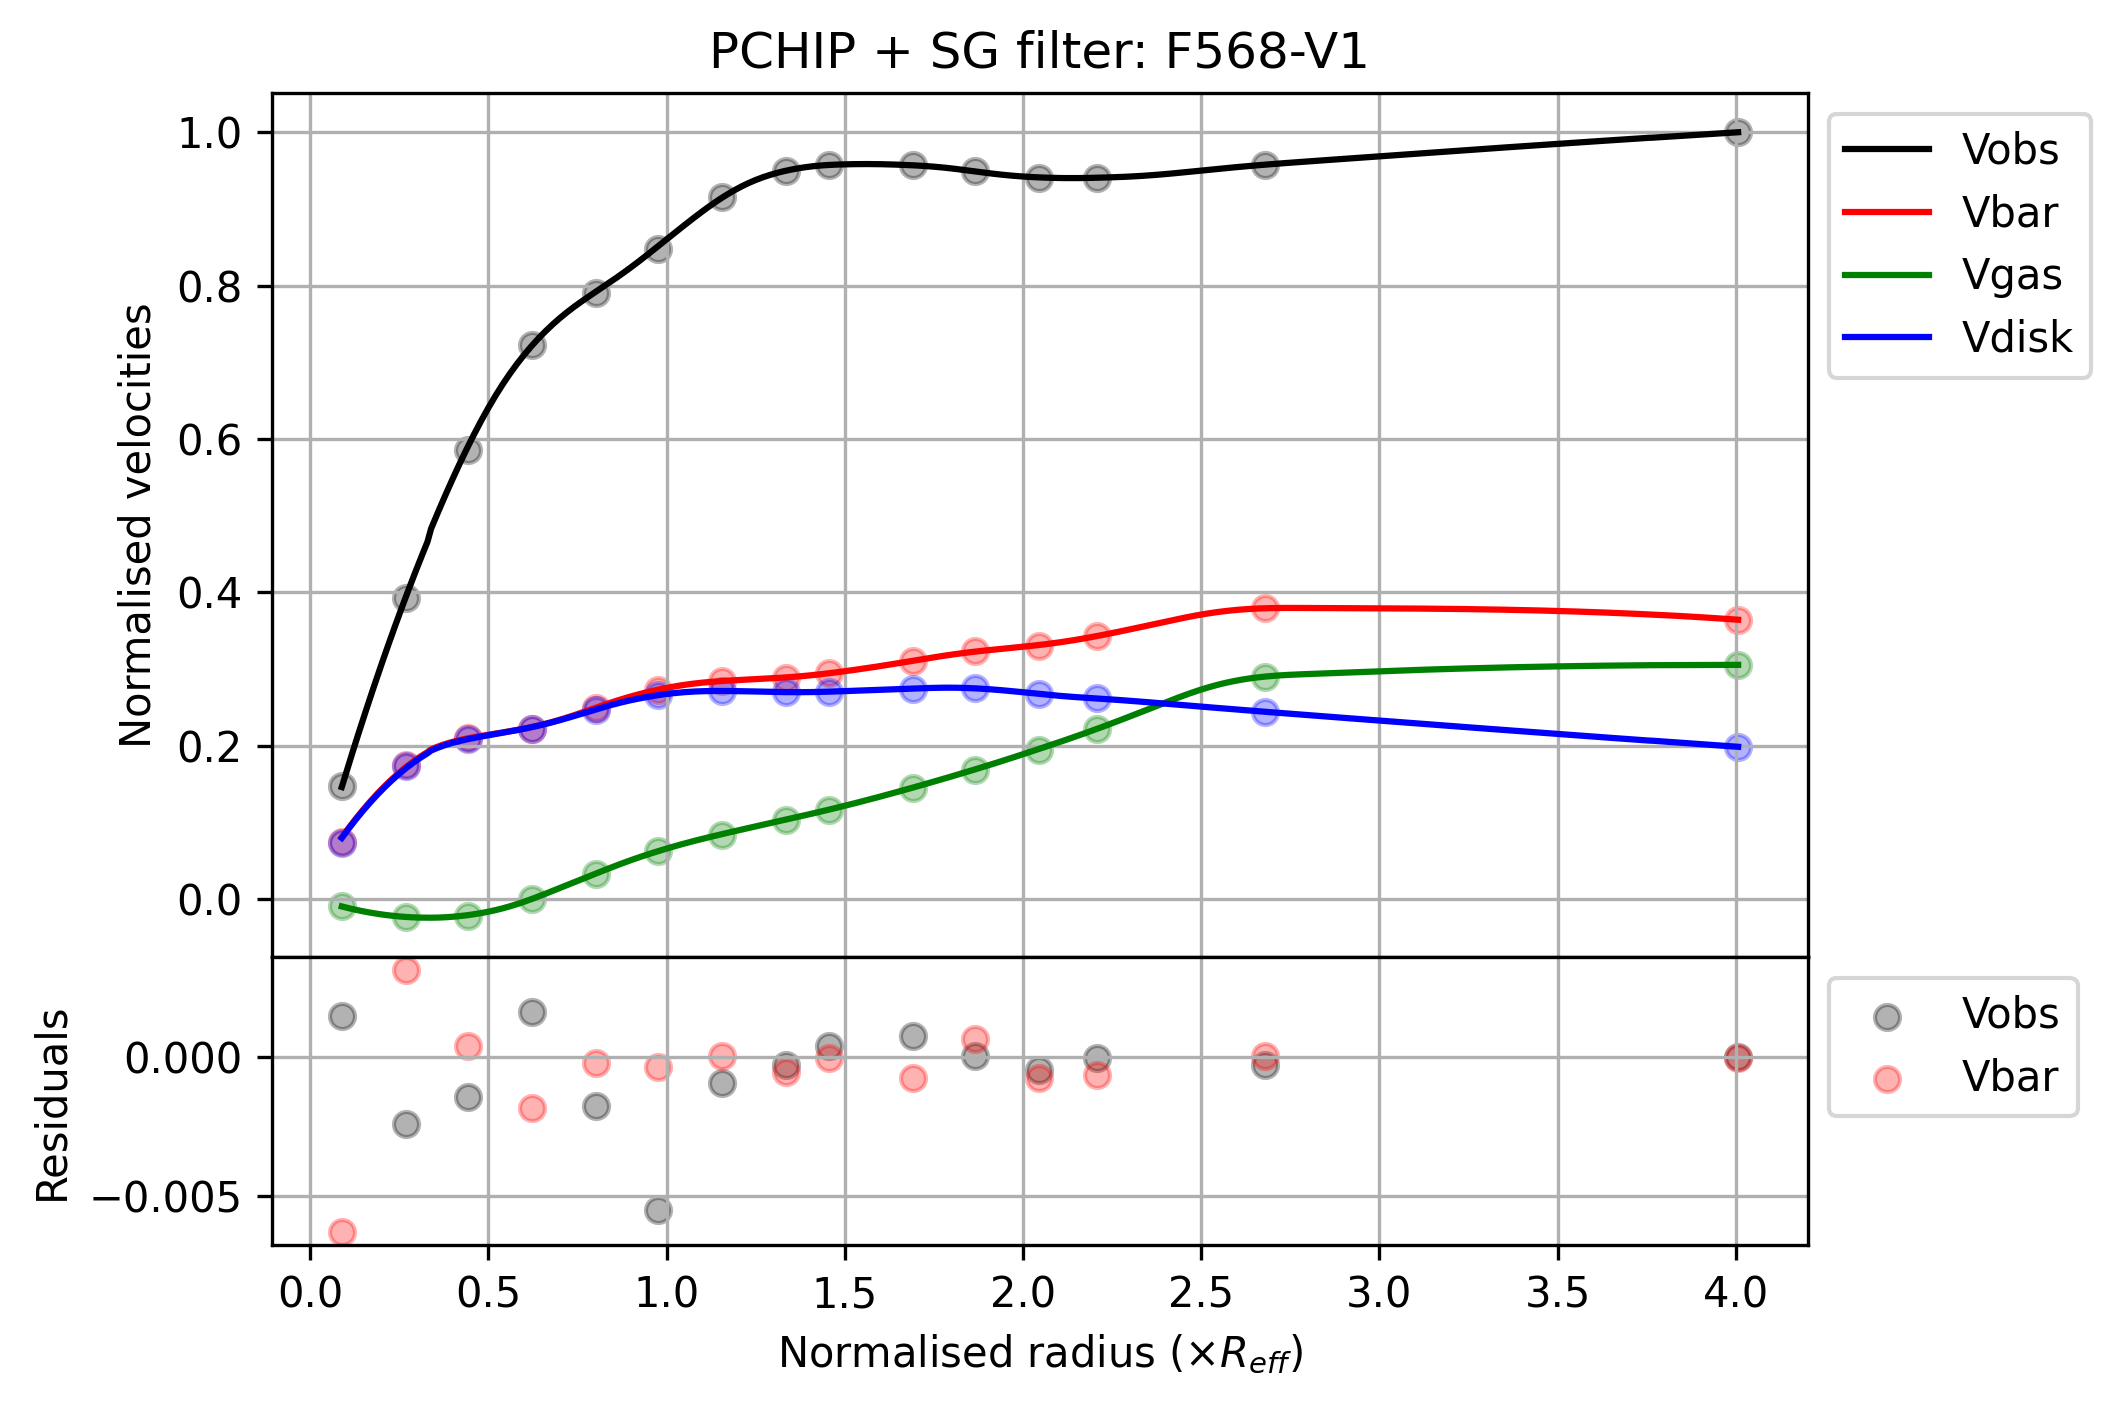 PCHIP + SG filter: F568-V1
Normalised velocities
1.0
0.8
0.6
0.4
0.2
0.0
Vobs
Vbar
Vgas
Vdisk
Residuals
0.000
−0.005
Vobs
Vbar
0.0 0.5 1.0 1.5 2.0 2.5 3.0 3.5 4.0
Normalised radius (×R_eff)